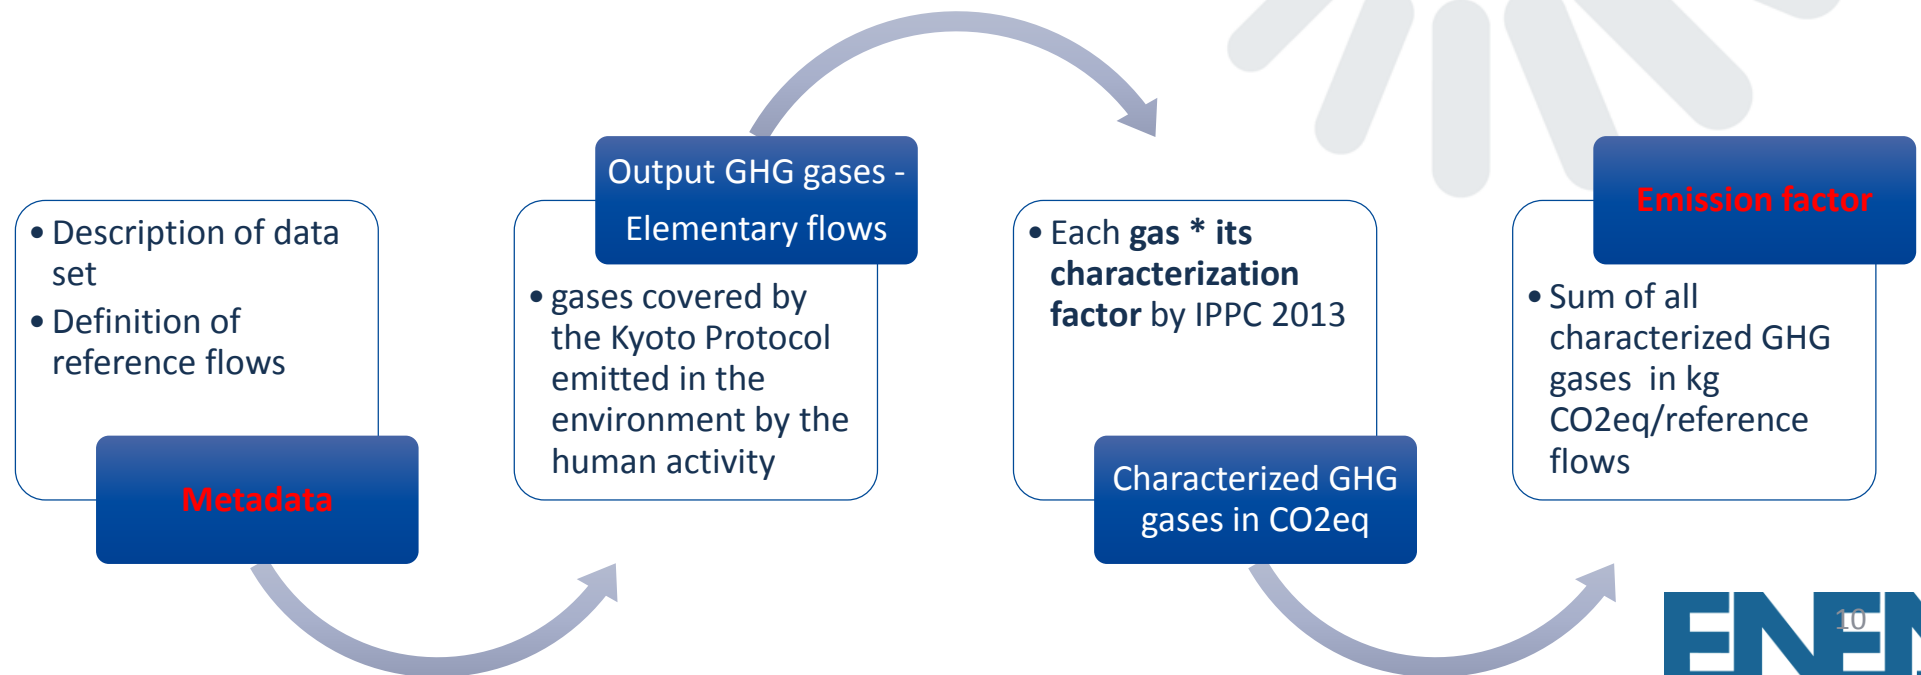 • Description of data
set
• Definition of
reference flows
Metadata
Output GHG gases -
Elementary flows
• gases covered by
the Kyoto Protocol
emitted in the
environment by the
human activity
• Each gas * its
characterization
factor by IPPC 2013
Characterized GHG
gases in CO2eq
Emission factor
• Sum of all
characterized GHG
gases in kg
CO2eq/reference
flows
10